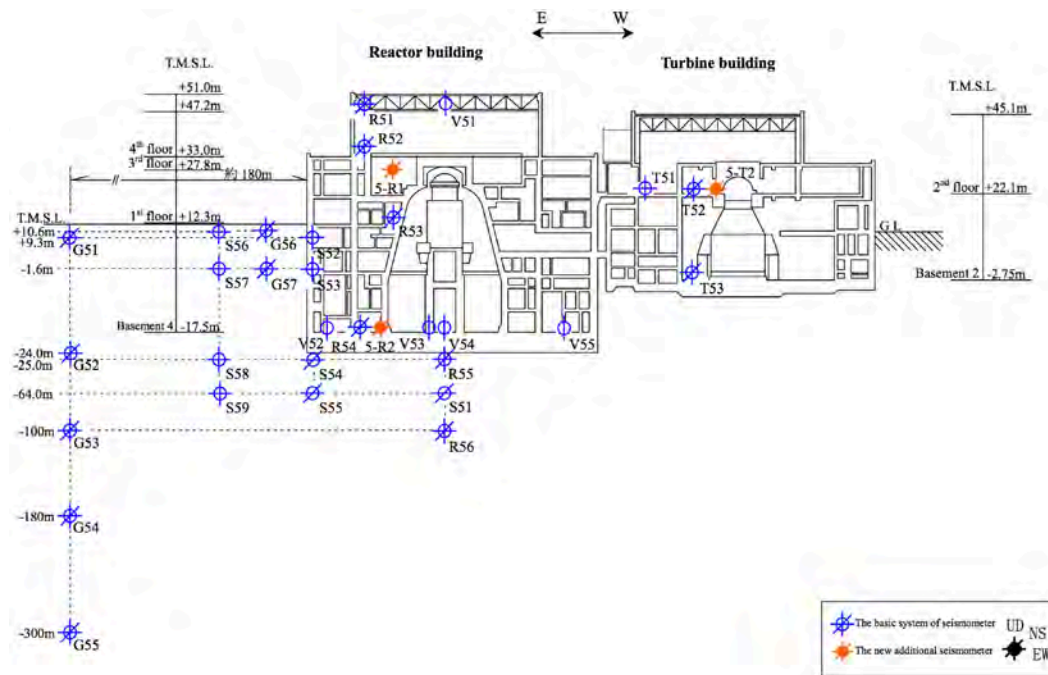 E W
Reactor building
Turbine building
T.M.S.L.
+51.0m
+47.2m
4th floor +33.0m
3rd floor +27.8m
約 180m
T.M.S.L.
1st floor +12.3m
+10.6m
+9.3m
-1.6m
Basement 4 -17.5m
-24.0m
-25.0m
-64.0m
-100m
-180m
-300m
T.M.S.L.
+45.1m
2nd floor +22.1m
G.L.
Basement 2 -2.75m
R51
V51
R52
5-R1
R53
T51
5-T2
T52
T53
G51
S56
G56
S52
S57
G57
S53
V52
R54
5-R2
V53
V54
V55
G52
S58
S54
R55
S59
S55
S51
G53
R56
G54
G55
The basic system of seismometer
The new additional seismometer
UD
NS
EW